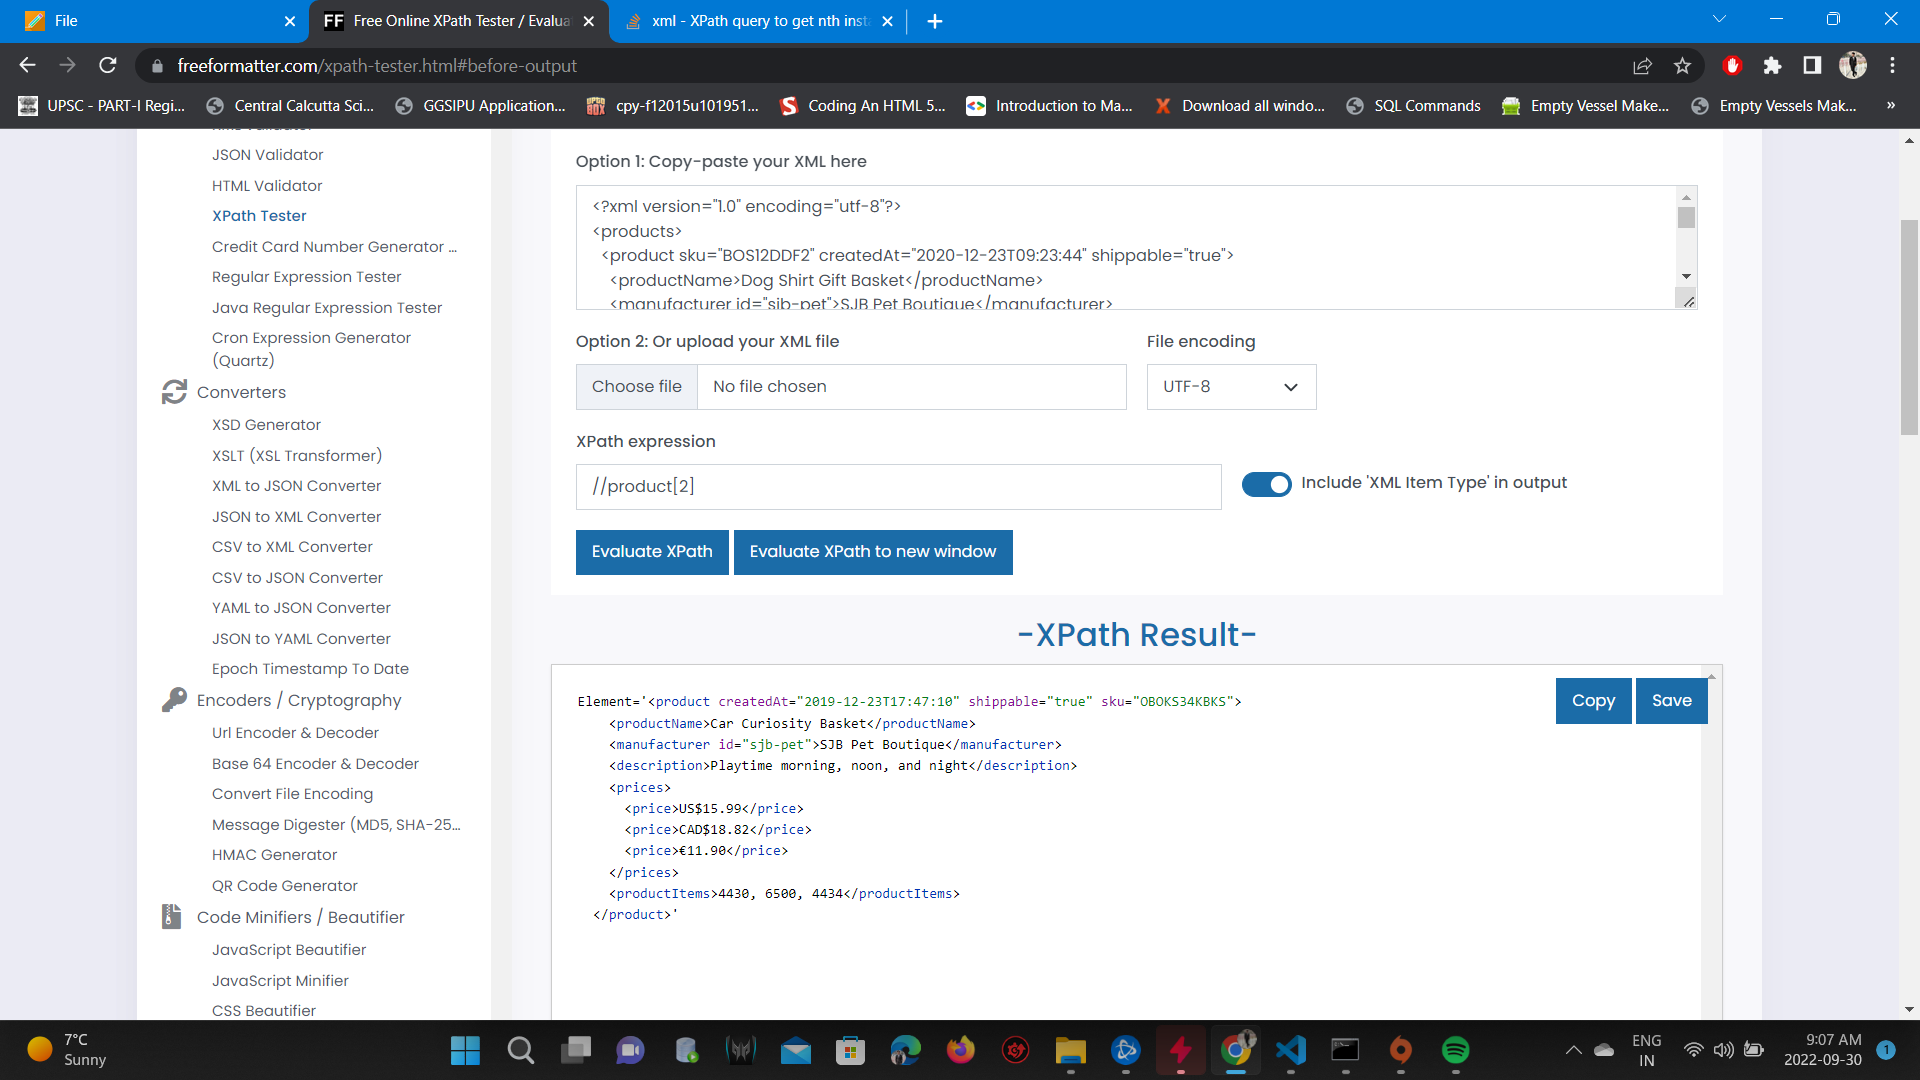 File
FF Free Online XPath Tester / Evalua
xml - XPath query to get nth insta
freeformatter.com/xpath-tester.html#before-output
UPSC - PART-I Regi...
Central Calcutta Sci...
GGSIPU Application...
cpy-f12015u101951...
Coding An HTML 5...
Introduction to Ma...
Download all windo...
SQL Commands
Empty Vessel Make...
Empty Vessels Mak...
»
JSON Validator
HTML Validator
XPath Tester
Credit Card Number Generator ...
Regular Expression Tester
Java Regular Expression Tester
Cron Expression Generator
(Quartz)
Converters
XSD Generator
XSLT (XSL Transformer)
XML to JSON Converter
JSON to XML Converter
CSV to XML Converter
CSV to JSON Converter
YAML to JSON Converter
JSON to YAML Converter
Epoch Timestamp To Date
Encoders / Cryptography
Url Encoder & Decoder
Base 64 Encoder & Decoder
Convert File Encoding
Message Digester (MD5, SHA-25...
HMAC Generator
QR Code Generator
Code Minifiers / Beautifier
JavaScript Beautifier
JavaScript Minifier
CSS Beautifier
Option 1: Copy-paste your XML here
<?xml version="1.0" encoding="utf-8"?>
<products>
<product sku="BOS12DDF2" createdAt="2020-12-23T09:23:44" shippable="true">
<productName>Dog Shirt Gift Basket</productName>
<manufacturer id="sjb-pet">SJB Pet Boutique</manufacturer>
Option 2: Or upload your XML file
File encoding
Choose file No file chosen
UTF-8
XPath expression
//product[2]
Include 'XML Item Type' in output
Evaluate XPath
Evaluate XPath to new window
-XPath Result-
Copy
Save
Element='<product createdAt="2019-12-23T17:47:10" shippable="true" sku="OBOKS34KBKS">
<productName>Car Curiosity Basket</productName>
<manufacturer id="sjb-pet">SJB Pet Boutique</manufacturer>
<description>Playtime morning, noon, and night</description>
<prices>
<price>US$15.99</price>
<price>CAD$18.82</price>
<price>€11.90</price>
</prices>
<productItems>4430, 6500, 4434</productItems>
</product>'
7°C
Sunny
ENG
IN
9:07 AM
2022-09-30
1